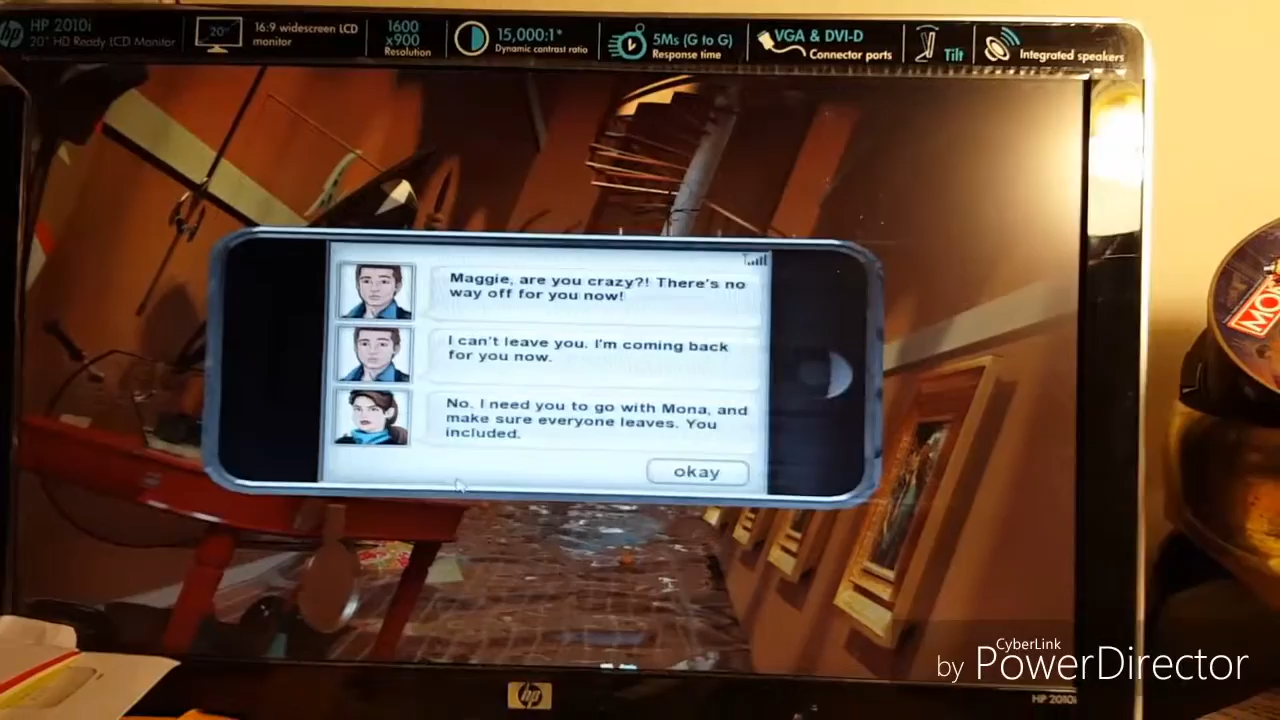 hp
HP 2010i
20" HD Ready LCD Monitor
20"
16:9 widescreen LCD
monitor
1600
x900
Resolution
15,000:1*
Dynamic contrast ratio
5Ms (G to G)
Response time
VGA & DVI-D
Connector ports
Tilt
Integrated speakers
Maggie, are you crazy?! There's no
way off for you now!
I can't leave you. I'm coming back
for you now.
No. I need you to go with Mona, and
make sure everyone leaves. You
included.
okay
CyberLink
by PowerDirector
hp
HP 2010i